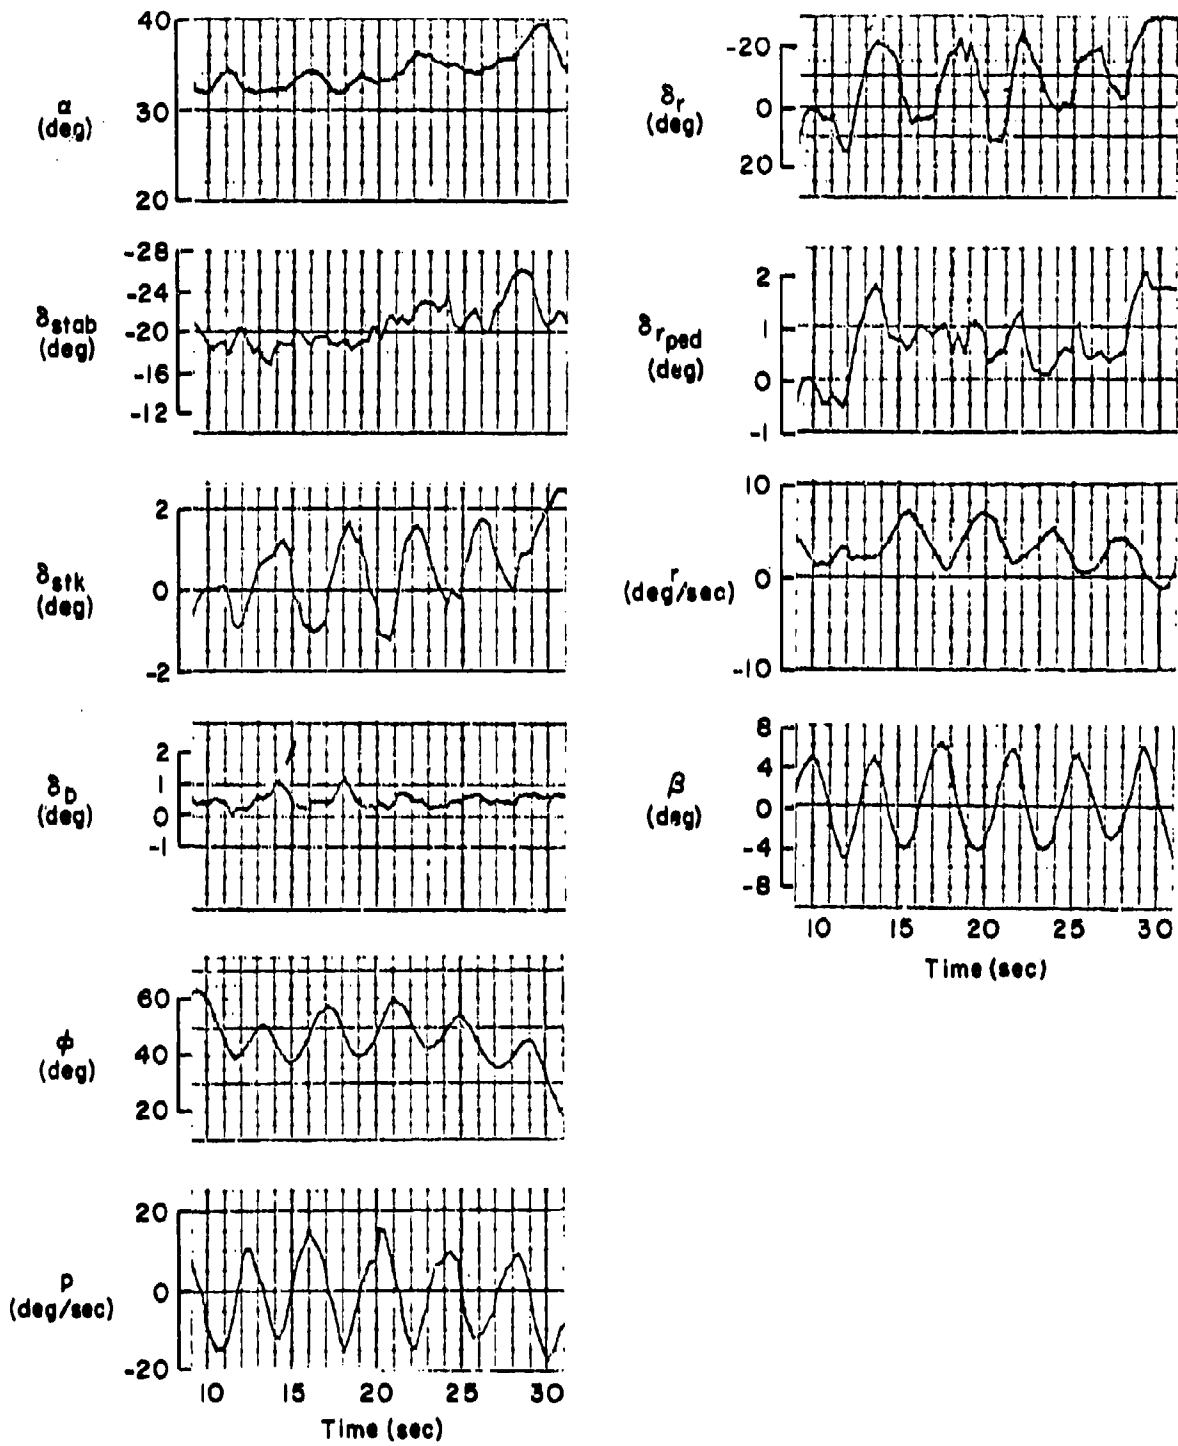 40
30
20
α
(deg)
-28
-24
-20
-16
-12
δstab
(deg)
2
0
-2
δstk
(deg)
2
1
0
-1
δD
(deg)
60
40
20
ϕ
(deg)
20
0
-20
p
(deg/sec)
10 15 20 25 30
Time (sec)
-20
0
20
δr
(deg)
2
1
0
-1
δrped
(deg)
10
0
-10
r
(deg/sec)
8
4
0
-4
-8
β
(deg)
10 15 20 25 30
Time (sec)